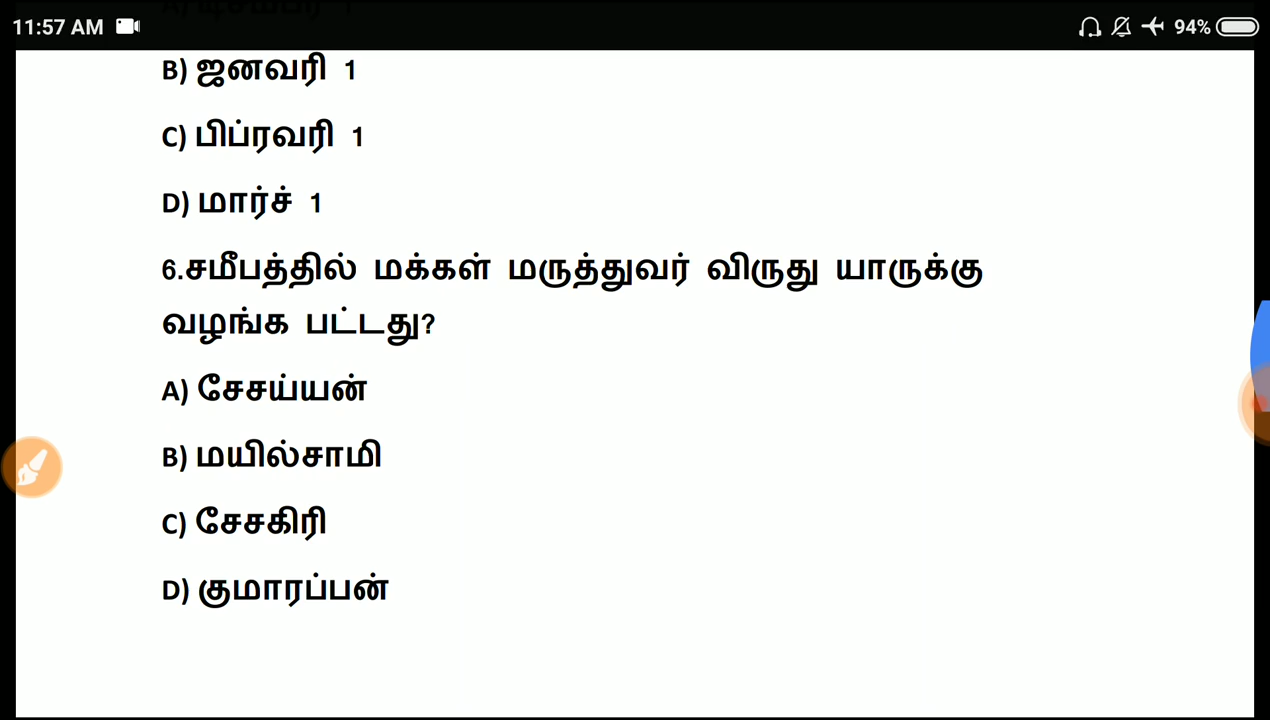 11:57 AM 94%
B) ஜனவரி 1
C) பிப்ரவரி 1
D) மார்ச் 1
6.சமீபத்தில் மக்கள் மருத்துவர் விருது யாருக்கு
வழங்க பட்டது?
A) சேசய்யன்
B) மயில்சாமி
C) சேசகிரி
D) குமாரப்பன்